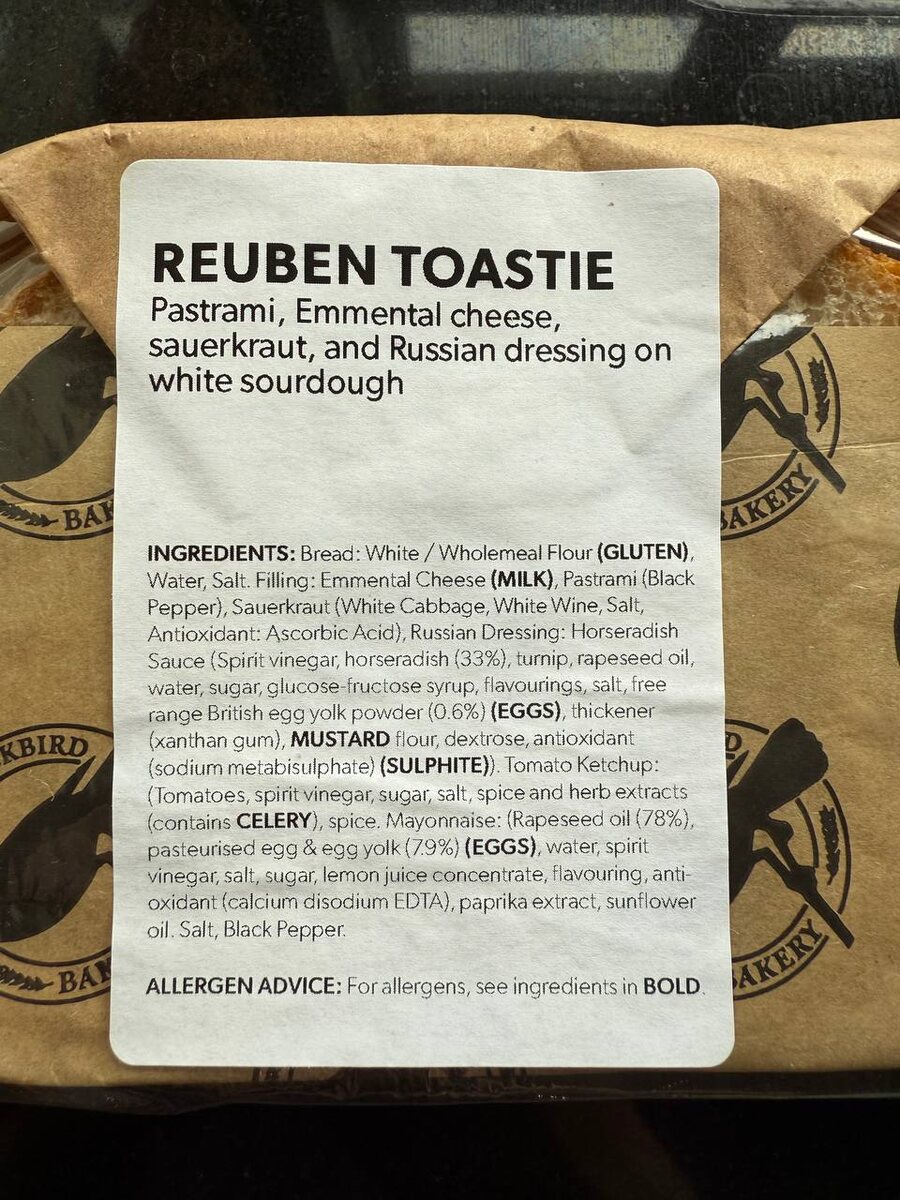 REUBEN TOASTIE
Pastrami, Emmental cheese,
sauerkraut, and Russian dressing on
white sourdough
INGREDIENTS: Bread: White / Wholemeal Flour (GLUTEN),
Water, Salt. Filling: Emmental Cheese (MILK), Pastrami (Black
Pepper), Sauerkraut (White Cabbage, White Wine, Salt,
Antioxidant: Ascorbic Acid), Russian Dressing: Horseradish
Sauce (Spirit vinegar, horseradish (33%), turnip, rapeseed oil,
water, sugar, glucose-fructose syrup, flavourings, salt, free
range British egg yolk powder (0.6%) (EGGS), thickener
(xanthan gum), MUSTARD flour, dextrose, antioxidant
(sodium metabisulphate) (SULPHITE)). Tomato Ketchup:
(Tomatoes, spirit vinegar, sugar, salt, spice and herb extracts
(contains CELERY), spice. Mayonnaise: (Rapeseed oil (78%),
pasteurised egg & egg yolk (7.9%) (EGGS), water, spirit
vinegar, salt, sugar, lemon juice concentrate, flavouring, anti-
oxidant (calcium disodium EDTA), paprika extract, sunflower
oil. Salt, Black Pepper.
ALLERGEN ADVICE: For allergens, see ingredients in BOLD.
BAK
BAKERY
KBIRD
D
BAK
BAKERY